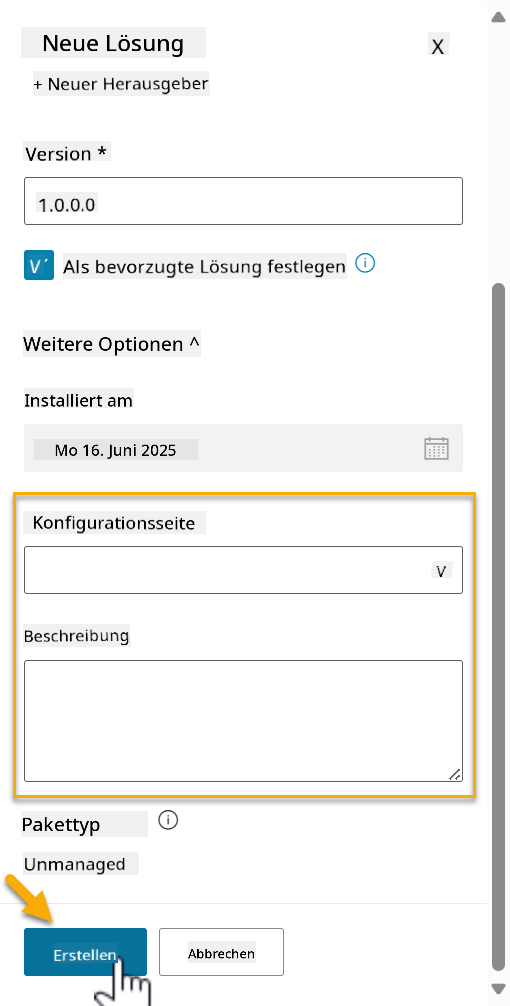 Neue Lösung
X
+ Neuer Herausgeber
Version *
1.0.0.0
V Als bevorzugte Lösung festlegen
Weitere Optionen ^
Installiert am
Mo 16. Juni 2025
Konfigurationsseite
V
Beschreibung
Pakettyp
Unmanaged
Erstellen
Abbrechen